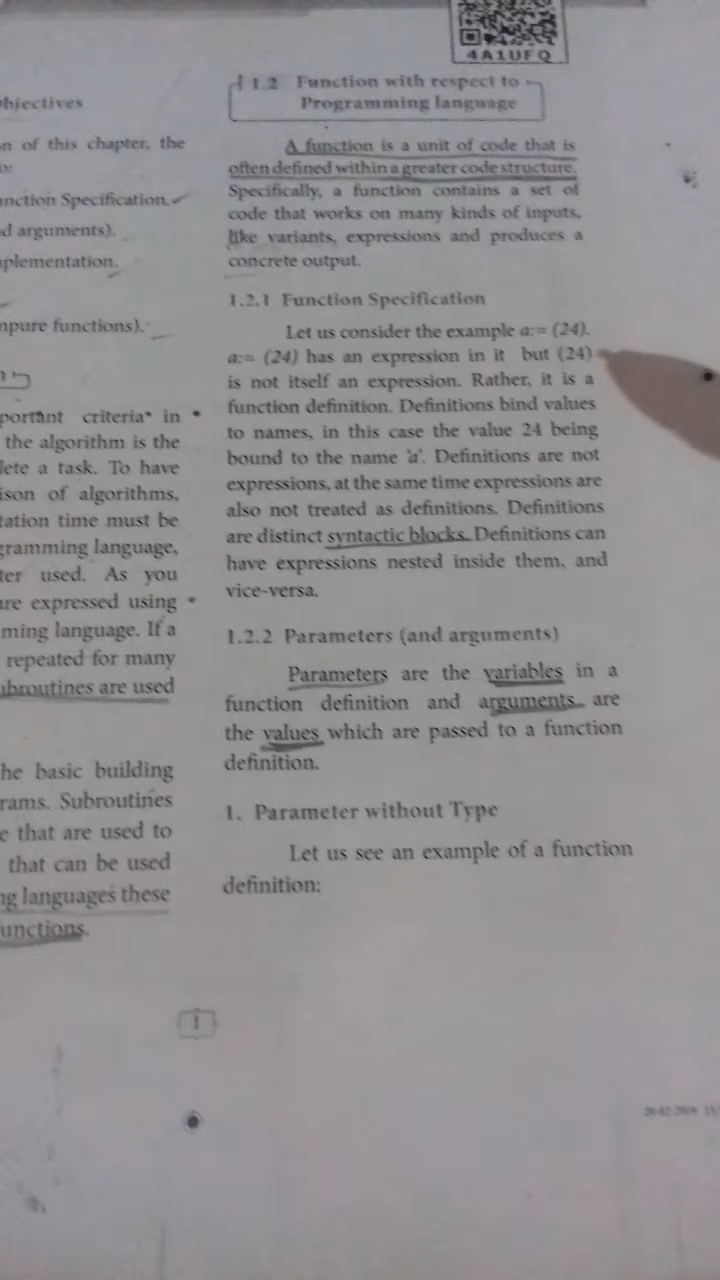 4A1UFQ
bjectives
n of this chapter, the
nction Specification.
d arguments).
plementation.
mpure functions).
portant criteria in
the algorithm is the
lete a task. To have
ison of algorithms,
tation time must be
gramming language,
ter used. As you
are expressed using
ming language. If a
repeated for many
ubroutines are used
he basic building
rams. Subroutines
e that are used to
that can be used
ng languages these
unctions.
1.2 Function with respect to
Programming language
A function is a unit of code that is
often defined within a greater code structure.
Specifically, a function contains a set of
code that works on many kinds of inputs,
like variants, expressions and produces a
concrete output.
1.2.1 Function Specification
Let us consider the example a:= (24).
a:= (24) has an expression in it but (24)
is not itself an expression. Rather, it is a
function definition. Definitions bind values
to names, in this case the value 24 being
bound to the name 'a'. Definitions are not
expressions, at the same time expressions are
also not treated as definitions. Definitions
are distinct syntactic blocks. Definitions can
have expressions nested inside them, and
vice-versa.
1.2.2 Parameters (and arguments)
Parameters are the variables in a
function definition and arguments are
the values which are passed to a function
definition.
1. Parameter without Type
Let us see an example of a function
definition:
1